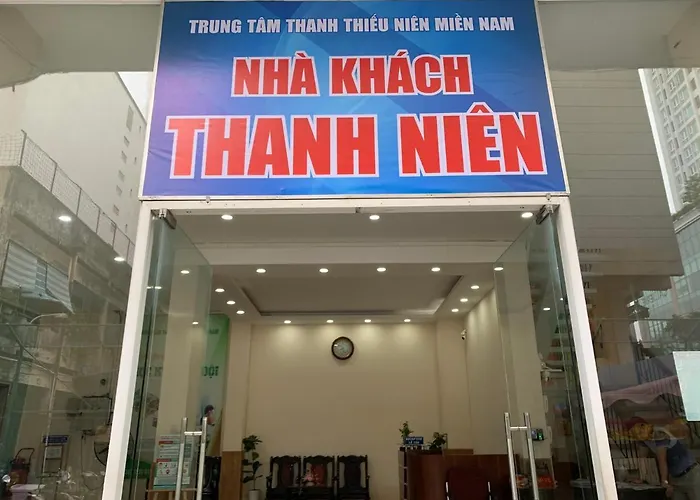 TRUNG TÂM THANH THIẾU NIÊN MIỀN NAM
NHÀ KHÁCH
THANH NIÊN